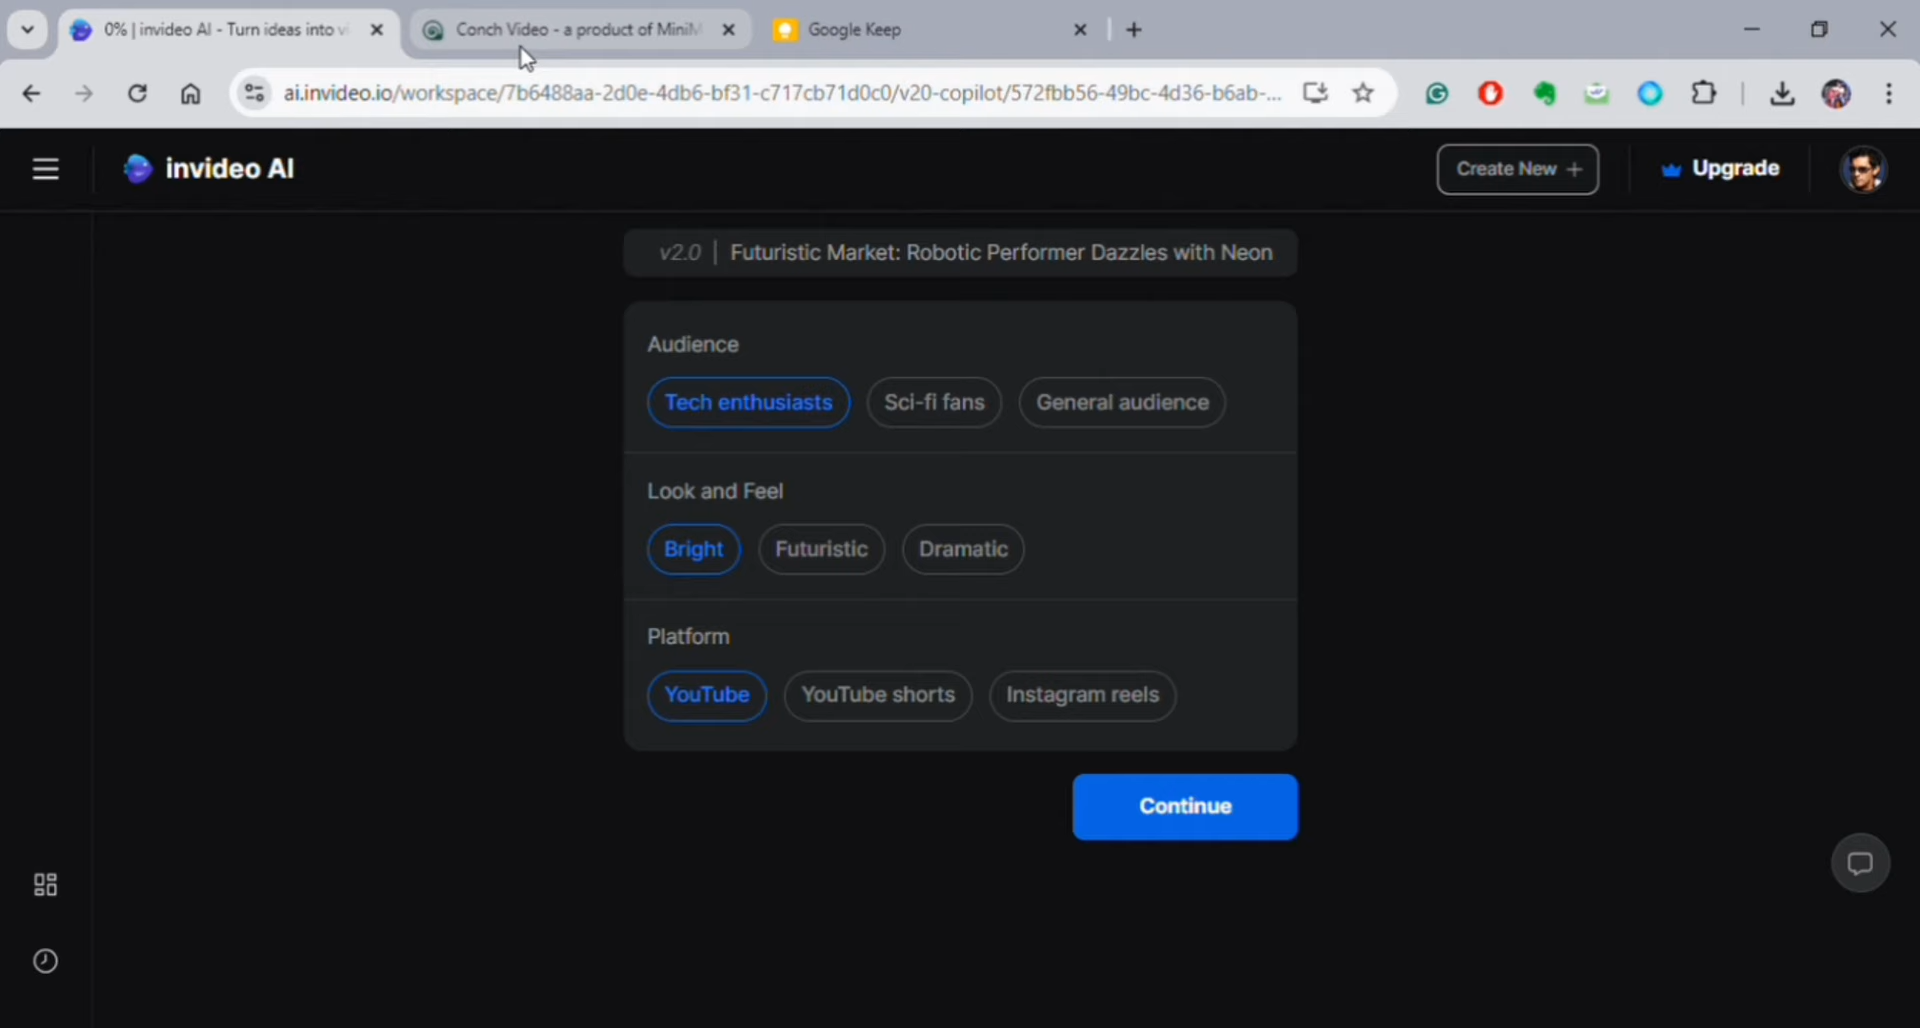 0% | invideo AI - Turn ideas into vi
Conch Video - a product of MiniM
Google Keep
ai.invideo.io/workspace/7b6488aa-2d0e-4db6-bf31-c717cb71d0c0/v20-copilot/572fbb56-49bc-4d36-b6ab-...
invideo AI
Create New +
Upgrade
v2.0 | Futuristic Market: Robotic Performer Dazzles with Neon
Audience
Tech enthusiasts Sci-fi fans General audience
Look and Feel
Bright Futuristic Dramatic
Platform
YouTube YouTube shorts Instagram reels
Continue